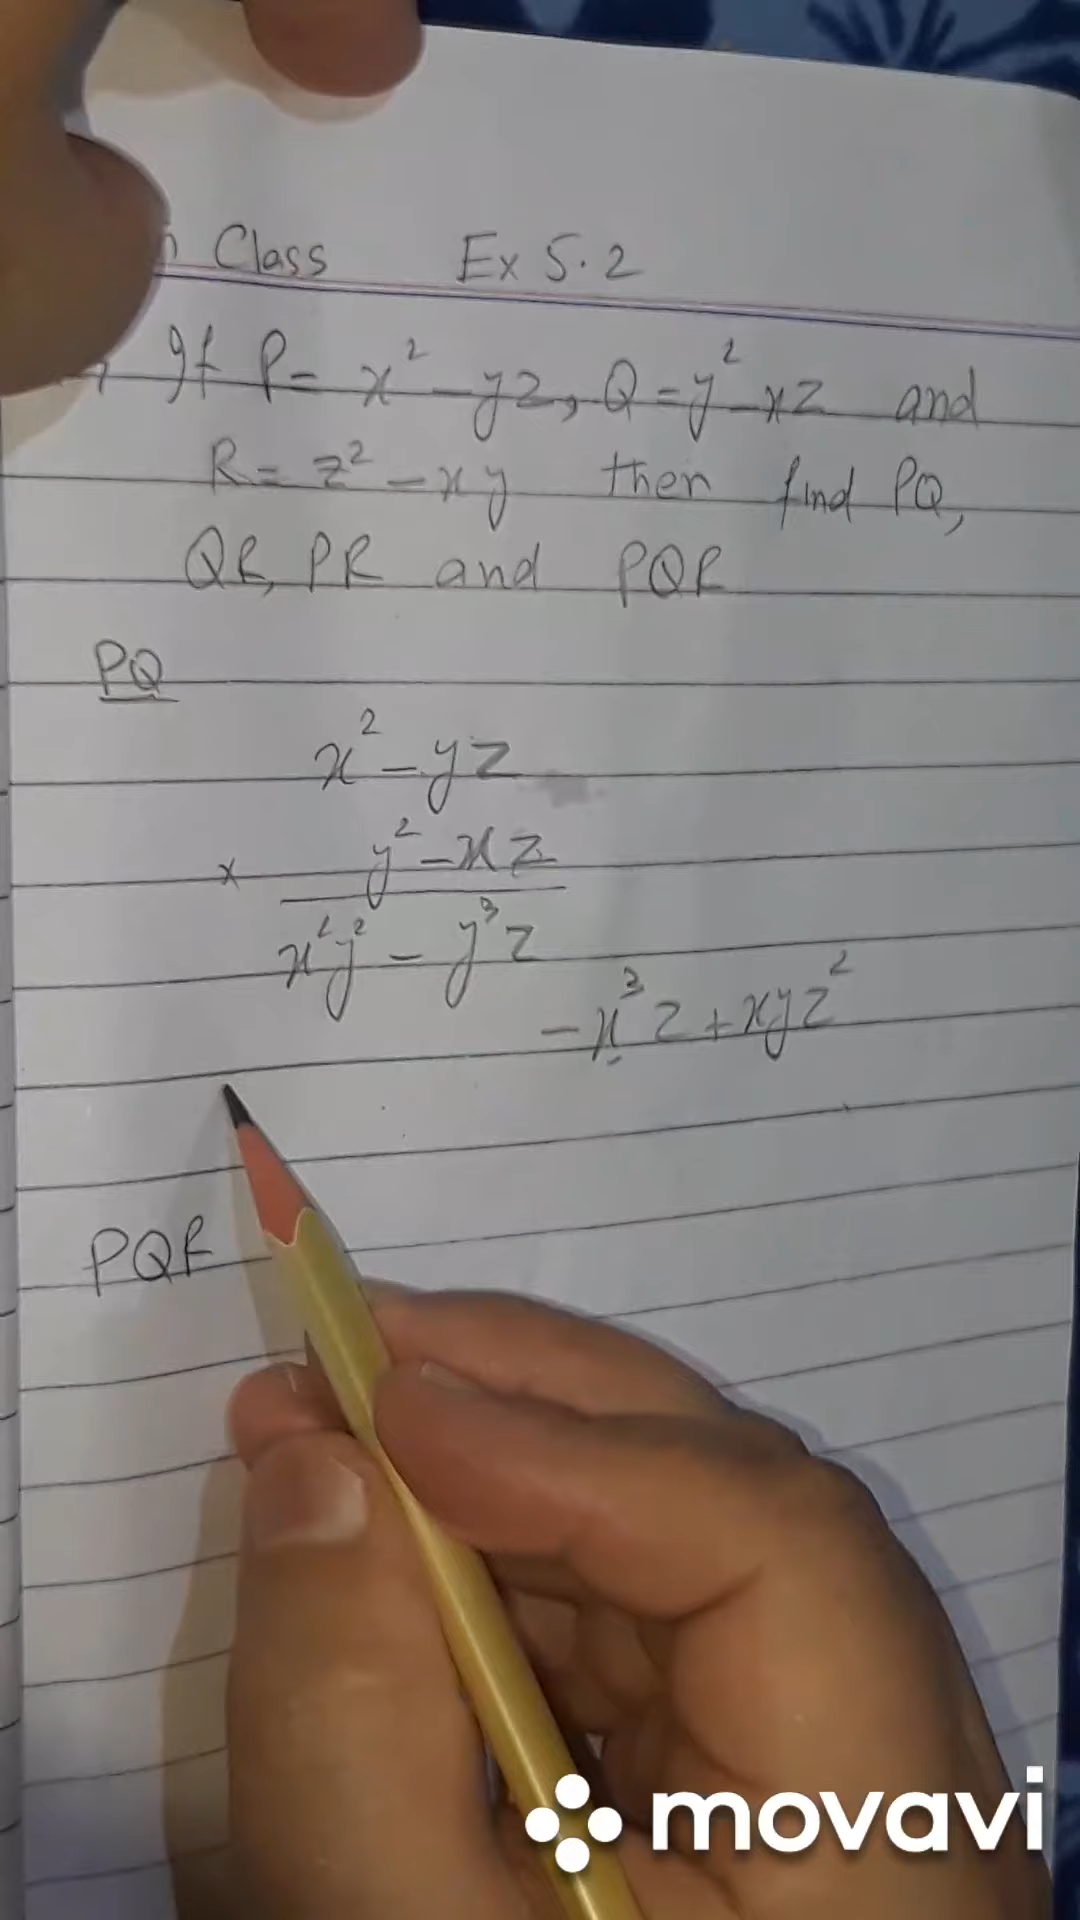 Class Ex 5.2
If P = x² - yz, Q = y² - xz and
R = z² - xy then find PQ,
QR, PR and PQR
PQ
x² - yz
× y² - xz
x²y² - y³z
- x³z + xyz²
PQR
movavi